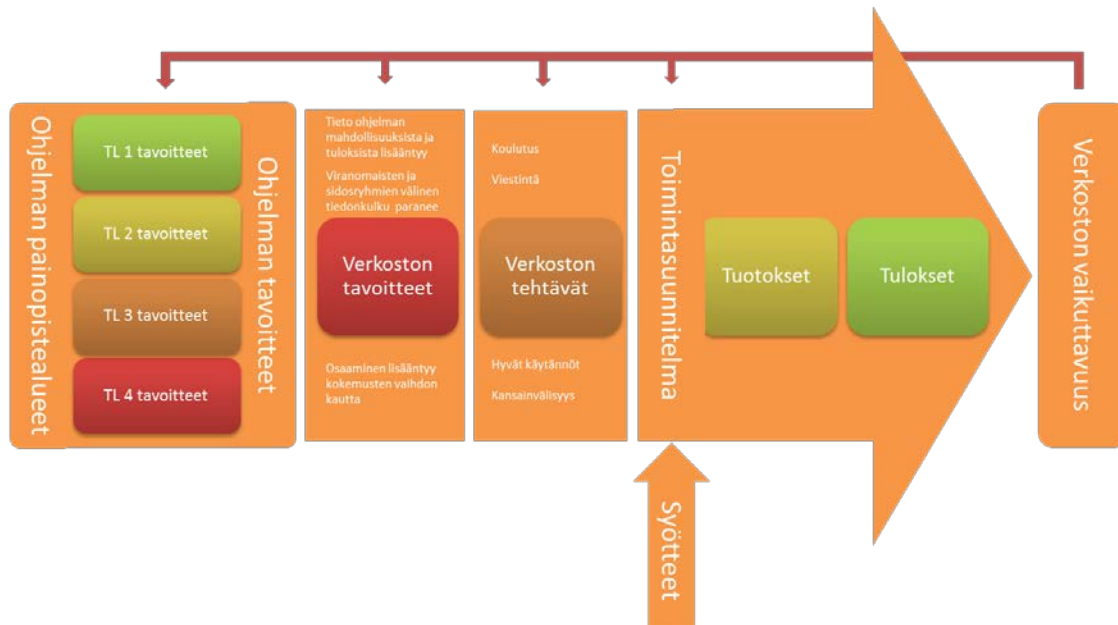 Ohjelman painopistealueet
TL 1 tavoitteet
TL 2 tavoitteet
TL 3 tavoitteet
TL 4 tavoitteet
Ohjelman tavoitteet
Tieto ohjelman
mahdollisuuksista ja
tuloksista lisääntyy
Viranomaisten ja
sidosryhmien välinen
tiedonkulku paranee
Verkoston
tavoitteet
Osaaminen lisääntyy
kokemusten vaihdon
kautta
Koulutus
Viestintä
Verkoston
tehtävät
Hyvät käytännöt
Kansainvälisyys
Toimintasuunnitelma
Syötteet
Tuotokset
Tulokset
Verkoston vaikuttavuus